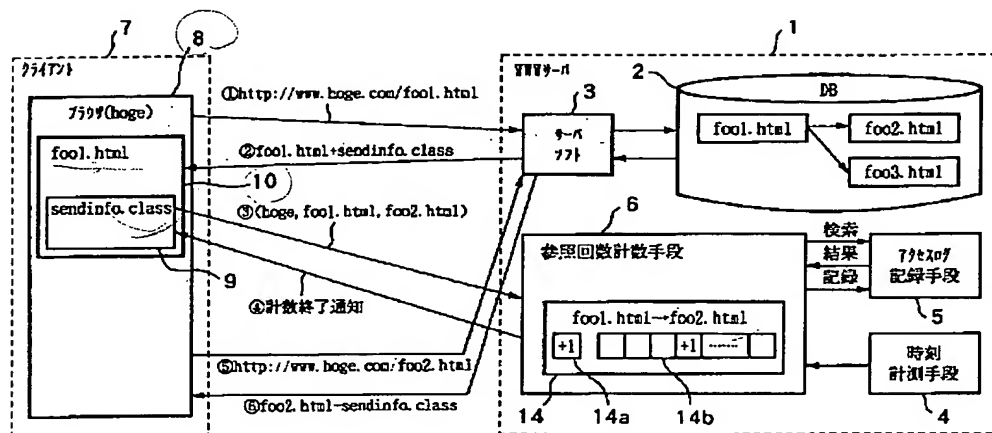 7
8
1
クライアント
WWWサーバ
ブラウザ(hoge)
①http://www.hoge.com/foo1.html
3
2
DB
サーバ
ソフト
foo1.html
foo2.html
foo3.html
foo1.html
②foo1.html+sendinfo.class
10
sendinfo.class
③(hoge,foo1.html,foo2.html)
9
6
参照回数計数手段
検索
結果
記録
アクセスログ
記録手段
5
④計数終了通知
foo1.html→foo2.html
+1
+1
時刻
計測手段
4
⑤http://www.hoge.com/foo2.html
⑥foo2.html-sendinfo.class
14
14a
14b